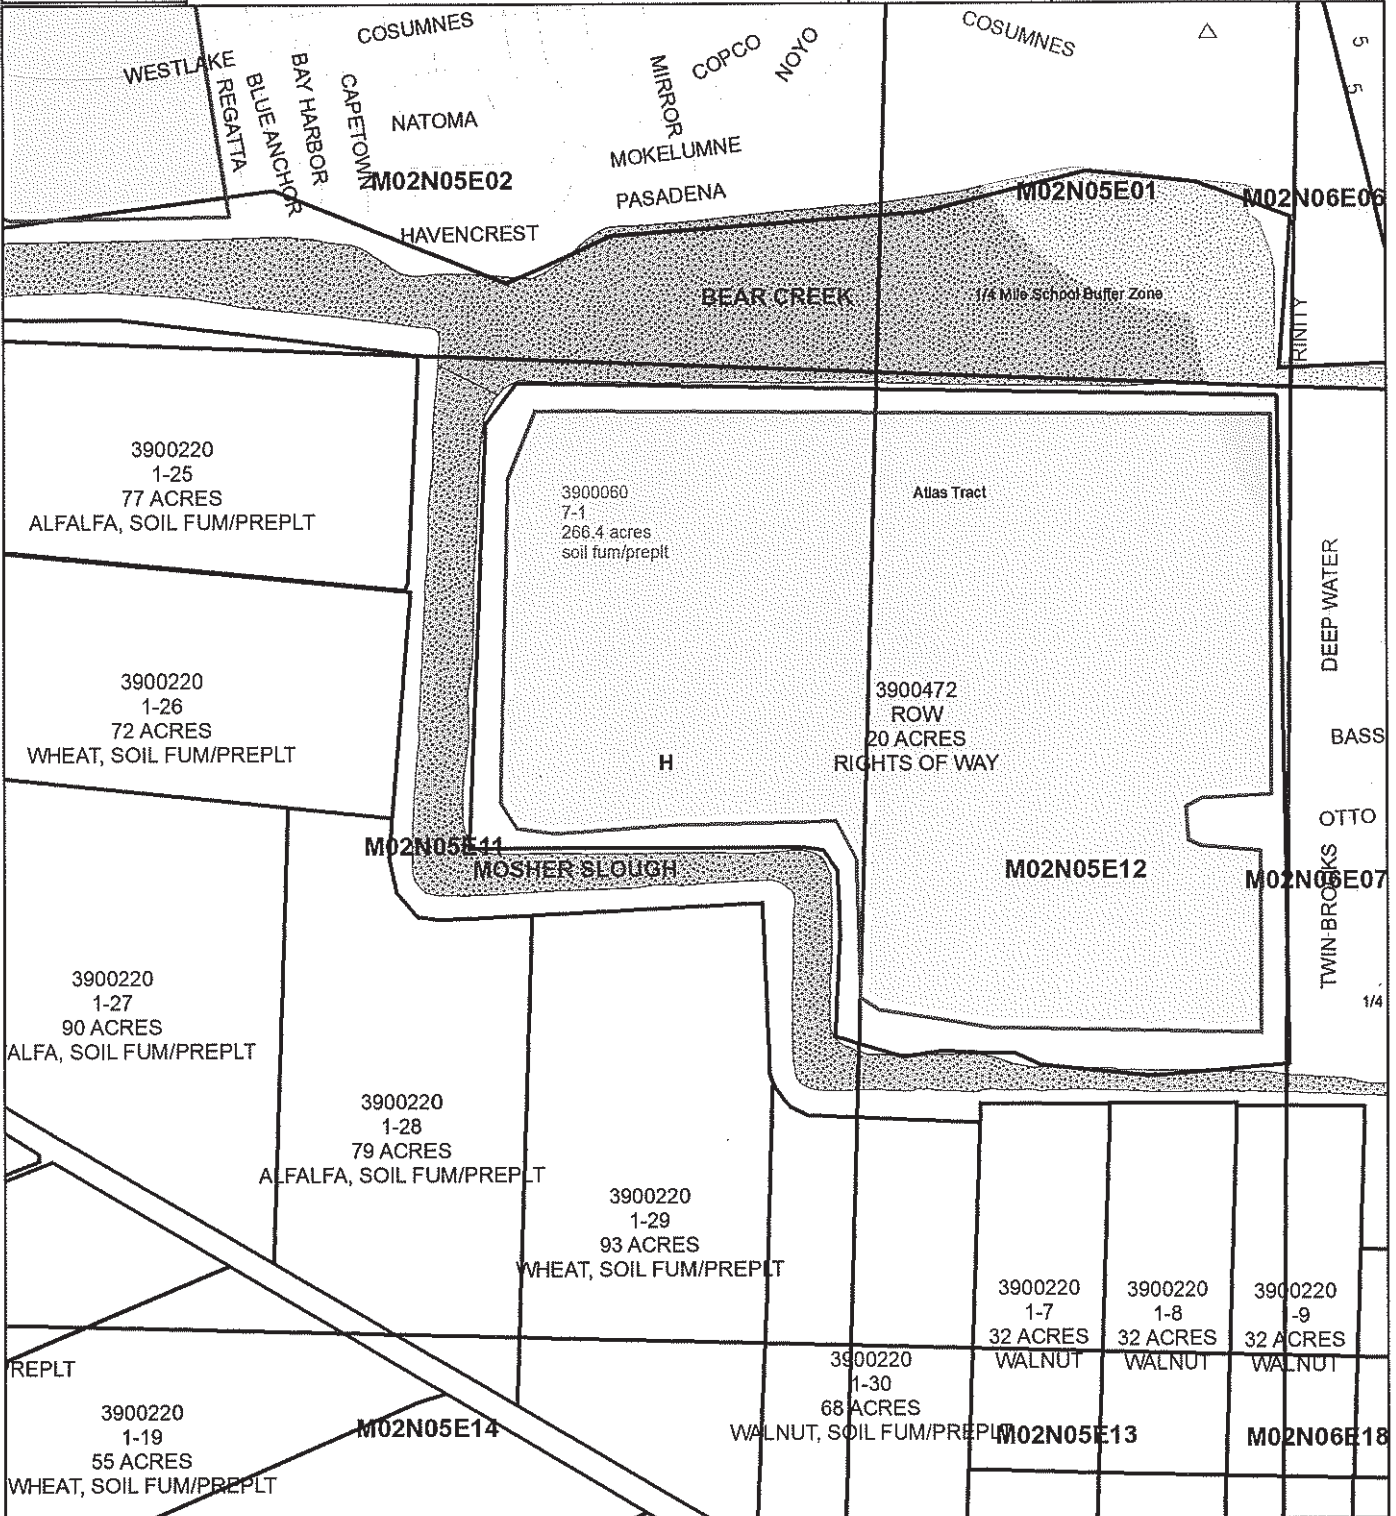 COSUMNES
COSUMNES
WESTLAKE
REGATTA
BLUE ANCHOR
BAY HARBOR
CAPETOWN
NATOMA
MIRROR
COPCO
NOYO
MOKELUMNE
PASADENA
HAVENCREST
5
5
M02N05E02
M02N05E01
M02N06E06
BEAR CREEK
1/4 Mile School Buffer Zone
RINITY
3900220
1-25
77 ACRES
ALFALFA, SOIL FUM/PREPLT
3900060
7-1
266.4 acres
soil fum/preplt
Atlas Tract
DEEP WATER
3900220
1-26
72 ACRES
WHEAT, SOIL FUM/PREPLT
3900472
ROW
20 ACRES
RIGHTS OF WAY
H
BASS
OTTO
M02N05E11
MOSHER SLOUGH
M02N05E12
M02N06E07
TWIN BROOKS
1/4
3900220
1-27
90 ACRES
ALFA, SOIL FUM/PREPLT
3900220
1-28
79 ACRES
ALFALFA, SOIL FUM/PREPLT
3900220
1-29
93 ACRES
WHEAT, SOIL FUM/PREPLT
3900220
1-7
32 ACRES
WALNUT
3900220
1-8
32 ACRES
WALNUT
3900220
-9
32 ACRES
WALNUT
REPLT
3900220
1-30
68 ACRES
WALNUT, SOIL FUM/PREPLT
3900220
1-19
55 ACRES
WHEAT, SOIL FUM/PREPLT
M02N05E14
M02N05E13
M02N06E18